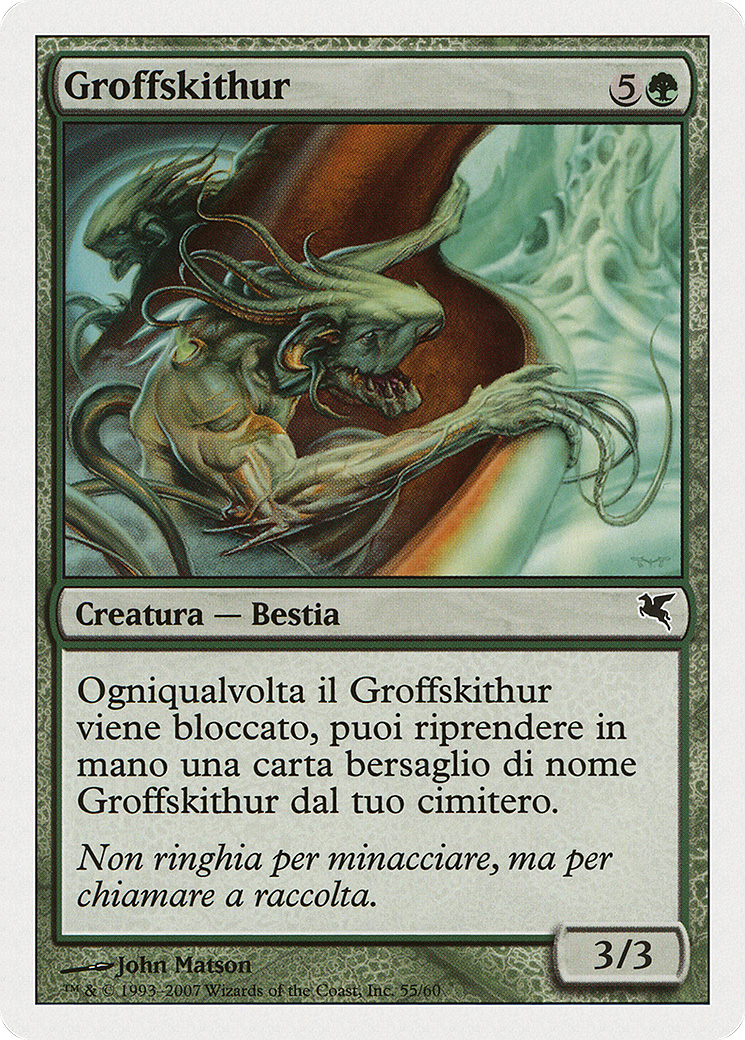 Groffskithur 5
Creatura — Bestia
Ogniqualvolta il Groffskithur
viene bloccato, puoi riprendere in
mano una carta bersaglio di nome
Groffskithur dal tuo cimitero.
Non ringhia per minacciare, ma per
chiamare a raccolta.
3/3
John Matson
™ & © 1993–2007 Wizards of the Coast, Inc. 55/60